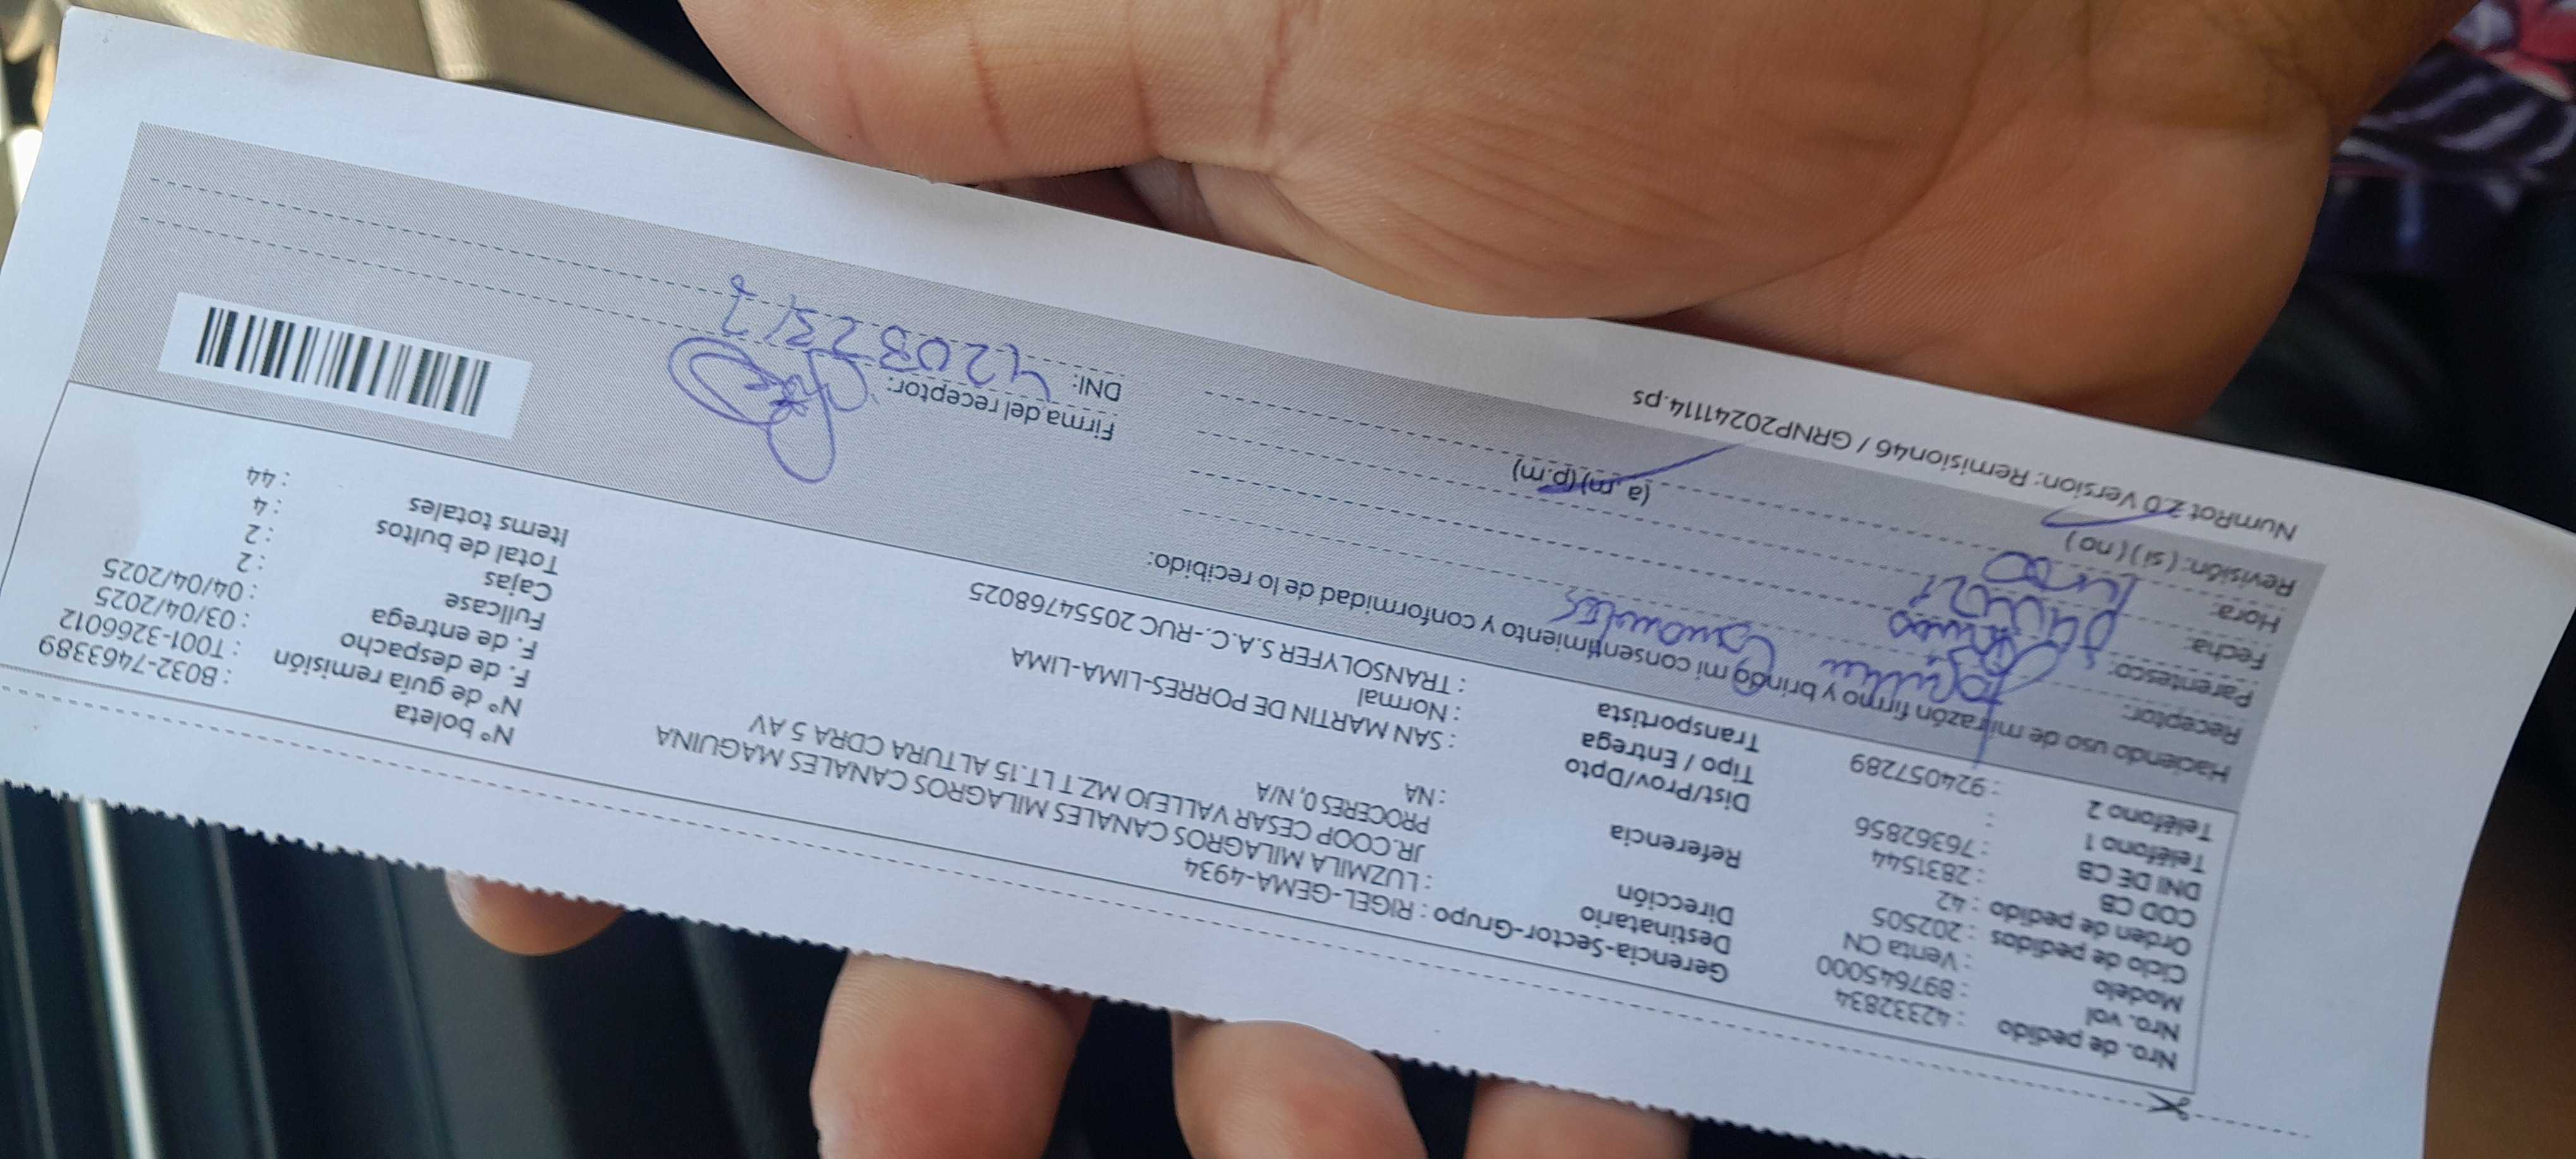 Nro. de pedido : 42332834
Nro. vol : 897645000
Modelo : Venta CN
Ciclo de pedidos : 202505
Orden de pedido : 42
COD CB : 2831544
DNI DE CB : 76362856
Teléfono 1 :
Teléfono 2 : 924057289
Gerencia-Sector-Grupo : RIGEL-GEMA-4934
Destinatario : LUZMILA MILAGROS CANALES MILAGROS CANALES MAGUINA
Dirección JR.COOP CESAR VALLEJO MZ.T LT.15 ALTURA CDRA 5 AV
PROCERES 0, N/A
Referencia : NA
Dist/Prov/Dpto : SAN MARTIN DE PORRES-LIMA-LIMA
Tipo / Entrega : Normal
Transportista : TRANSOLYFER S.A.C.-RUC 20554768025
N° boleta : B032-7463389
N° de guía remisión : T001-3266012
F. de despacho : 03/04/2025
F. de entrega : 04/04/2025
Fullcase : 2
Cajas : 2
Total de bultos : 4
Items totales : 44
Haciendo uso de mi razón firmo y brindo mi consentimiento y conformidad de lo recibido:
Receptor:
Parentesco:
Fecha:
Hora: (a.m) (p.m)
Revisión: ( si ) ( no )
Firma del receptor:
DNI:
NumRot 2.0 Version: Remision46 / GRNP20241114.ps